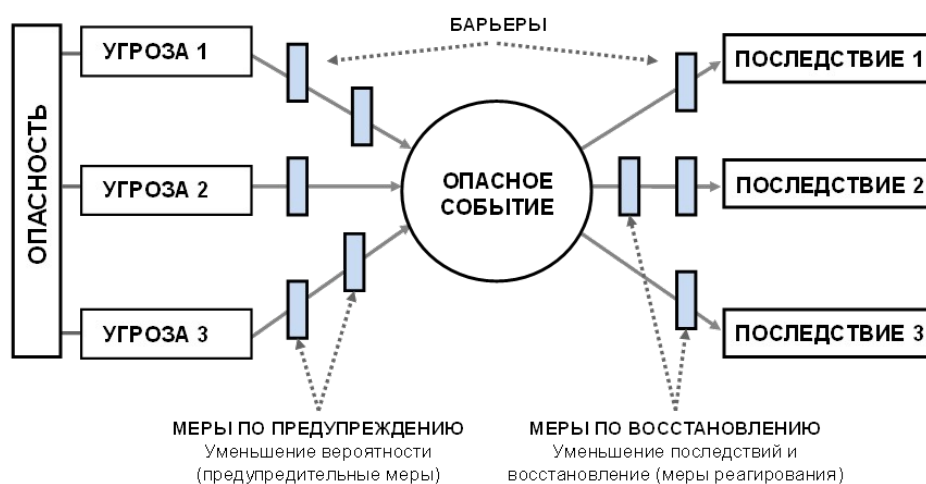 БАРЬЕРЫ
ОПАСНОСТЬ
УГРОЗА 1
УГРОЗА 2
УГРОЗА 3
ОПАСНОЕ
СОБЫТИЕ
ПОСЛЕДСТВИЕ 1
ПОСЛЕДСТВИЕ 2
ПОСЛЕДСТВИЕ 3
МЕРЫ ПО ПРЕДУПРЕЖДЕНИЮ
Уменьшение вероятности
(предупредительные меры)
МЕРЫ ПО ВОССТАНОВЛЕНИЮ
Уменьшение последствий и
восстановление (меры реагирования)